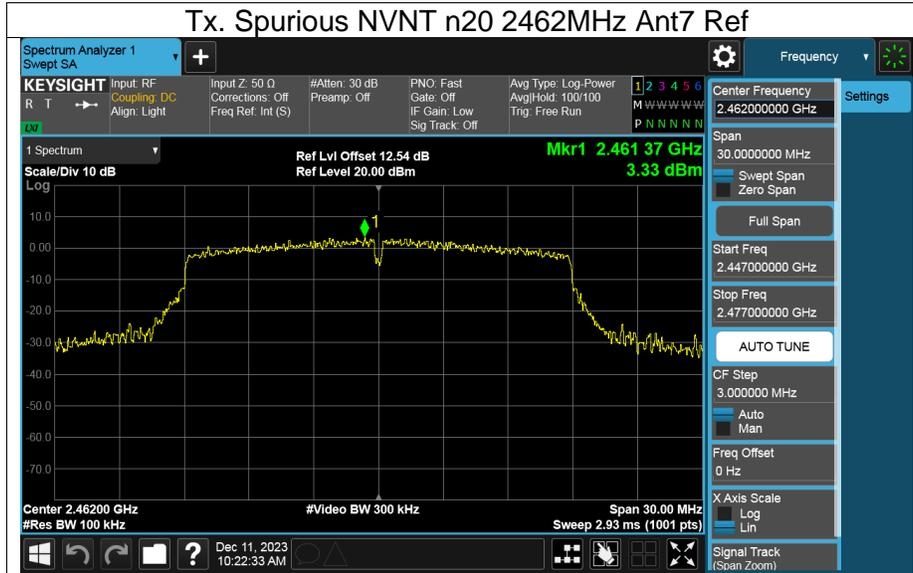 Tx. Spurious NVNT n20 2462MHz Ant7 Ref
Spectrum Analyzer 1
Swept SA
+
Frequency
KEYSIGHT
R T
LXI
Input: RF
Coupling: DC
Align: Light
Input Z: 50 Ω
Corrections: Off
Freq Ref: Int (S)
#Atten: 30 dB
Preamp: Off
PNO: Fast
Gate: Off
IF Gain: Low
Sig Track: Off
Avg Type: Log-Power
Avg|Hold: 100/100
Trig: Free Run
1 2 3 4 5 6
M W W W W W
P N N N N N
1 Spectrum
Scale/Div 10 dB
Log
Ref Lvl Offset 12.54 dB
Ref Level 20.00 dBm
Mkr1 2.461 37 GHz
3.33 dBm
10.0
0.00
-10.0
-20.0
-30.0
-40.0
-50.0
-60.0
-70.0
1
Center 2.46200 GHz
#Res BW 100 kHz
#Video BW 300 kHz
Span 30.00 MHz
Sweep 2.93 ms (1001 pts)
?
Dec 11, 2023
10:22:33 AM
Center Frequency
2.462000000 GHz
Settings
Span
30.0000000 MHz
Swept Span
Zero Span
Full Span
Start Freq
2.447000000 GHz
Stop Freq
2.477000000 GHz
AUTO TUNE
CF Step
3.000000 MHz
Auto
Man
Freq Offset
0 Hz
X Axis Scale
Log
Lin
Signal Track
(Span Zoom)